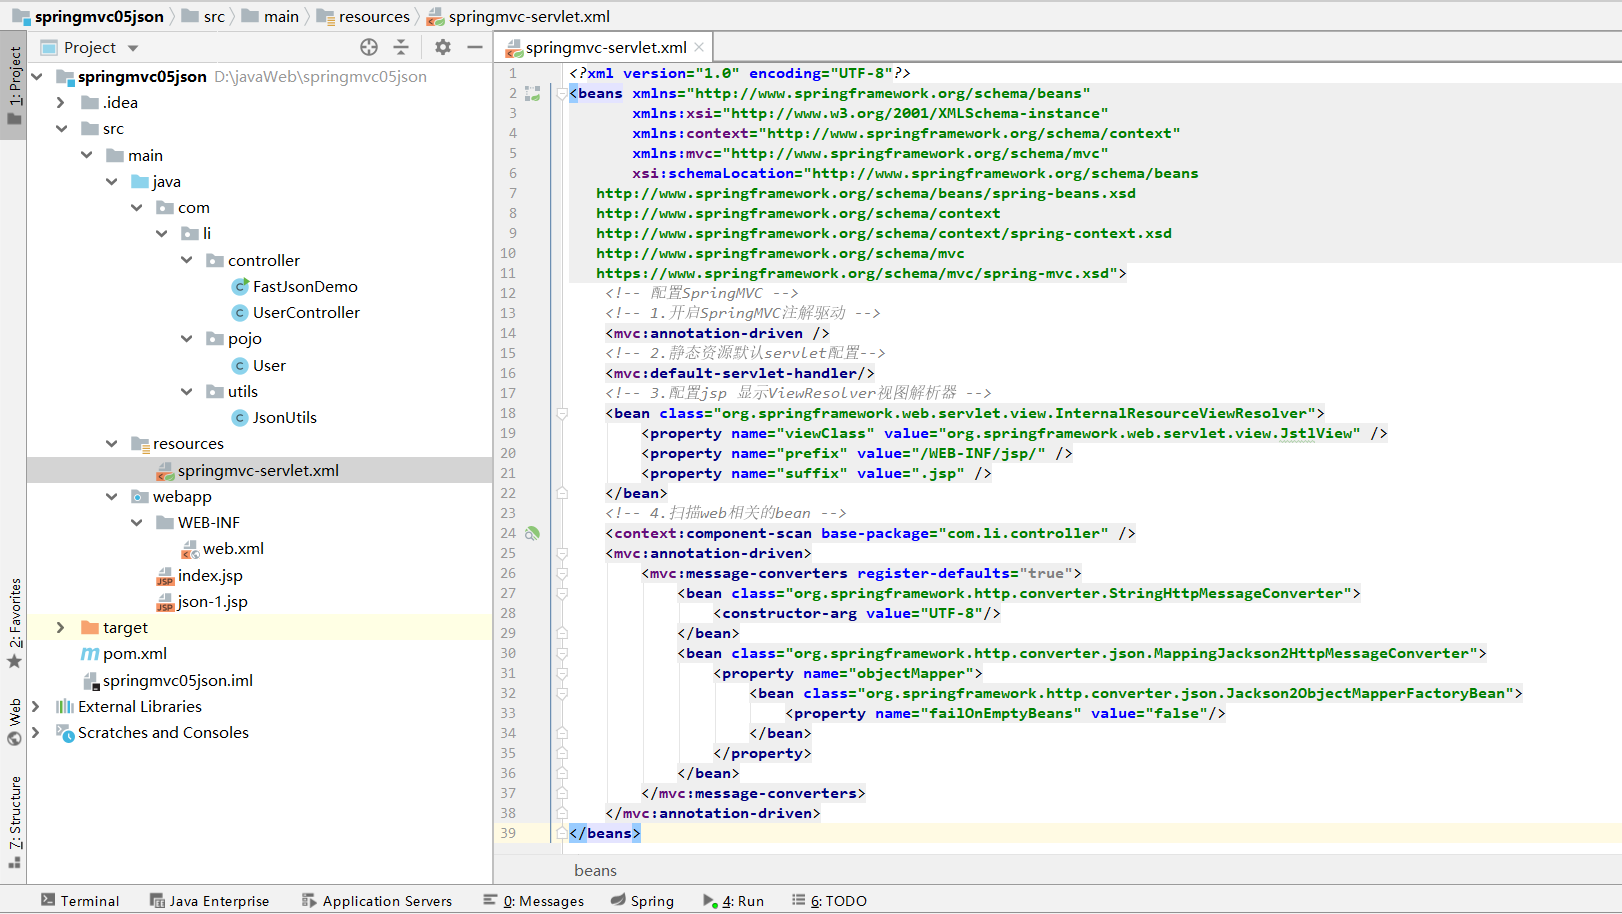 springmvc05json
src
main
resources
springmvc-servlet.xml
Project
springmvc-servlet.xml
1: Project
2: Favorites
Web
7: Structure
springmvc05json D:\javaWeb\springmvc05json
.idea
src
main
java
com
li
controller
FastJsonDemo
UserController
pojo
User
utils
JsonUtils
resources
springmvc-servlet.xml
webapp
WEB-INF
web.xml
index.jsp
json-1.jsp
target
pom.xml
springmvc05json.iml
External Libraries
Scratches and Consoles
1 <?xml version="1.0" encoding="UTF-8"?>
2 <beans xmlns="http://www.springframework.org/schema/beans"
3 xmlns:xsi="http://www.w3.org/2001/XMLSchema-instance"
4 xmlns:context="http://www.springframework.org/schema/context"
5 xmlns:mvc="http://www.springframework.org/schema/mvc"
6 xsi:schemaLocation="http://www.springframework.org/schema/beans
7 http://www.springframework.org/schema/beans/spring-beans.xsd
8 http://www.springframework.org/schema/context
9 http://www.springframework.org/schema/context/spring-context.xsd
10 http://www.springframework.org/schema/mvc
11 https://www.springframework.org/schema/mvc/spring-mvc.xsd">
12 <!-- 配置SpringMVC -->
13 <!-- 1.开启SpringMVC注解驱动 -->
14 <mvc:annotation-driven />
15 <!-- 2.静态资源默认servlet配置-->
16 <mvc:default-servlet-handler/>
17 <!-- 3.配置jsp 显示ViewResolver视图解析器 -->
18 <bean class="org.springframework.web.servlet.view.InternalResourceViewResolver">
19 <property name="viewClass" value="org.springframework.web.servlet.view.JstlView" />
20 <property name="prefix" value="/WEB-INF/jsp/" />
21 <property name="suffix" value=".jsp" />
22 </bean>
23 <!-- 4.扫描web相关的bean -->
24 <context:component-scan base-package="com.li.controller" />
25 <mvc:annotation-driven>
26 <mvc:message-converters register-defaults="true">
27 <bean class="org.springframework.http.converter.StringHttpMessageConverter">
28 <constructor-arg value="UTF-8"/>
29 </bean>
30 <bean class="org.springframework.http.converter.json.MappingJackson2HttpMessageConverter">
31 <property name="objectMapper">
32 <bean class="org.springframework.http.converter.json.Jackson2ObjectMapperFactoryBean">
33 <property name="failOnEmptyBeans" value="false"/>
34 </bean>
35 </property>
36 </bean>
37 </mvc:message-converters>
38 </mvc:annotation-driven>
39 </beans>
beans
Terminal
Java Enterprise
Application Servers
0: Messages
Spring
4: Run
6: TODO